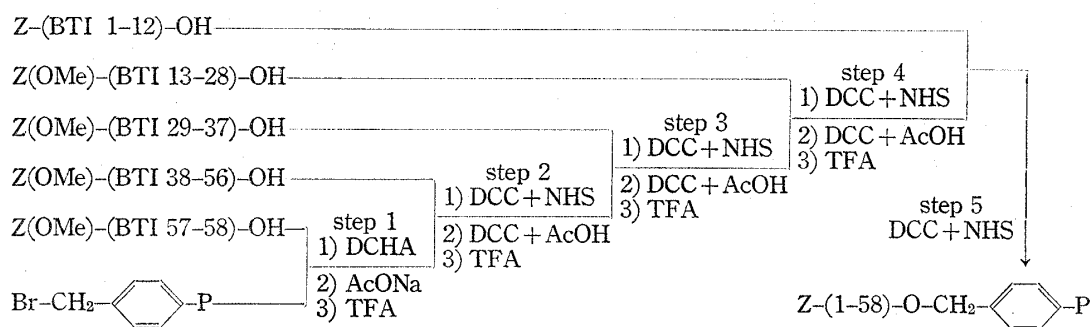 Z–(BTI 1–12)–OH
Z(OMe)–(BTI 13–28)–OH
step 4
1) DCC+NHS
2) DCC+AcOH
3) TFA
Z(OMe)–(BTI 29–37)–OH
step 3
1) DCC+NHS
2) DCC+AcOH
3) TFA
Z(OMe)–(BTI 38–56)–OH
step 2
1) DCC+NHS
2) DCC+AcOH
3) TFA
Z(OMe)–(BTI 57–58)–OH
step 1
1) DCHA
2) AcONa
3) TFA
step 5
DCC+NHS
Br–CH₂– –P
Z–(1–58)–O–CH₂– –P